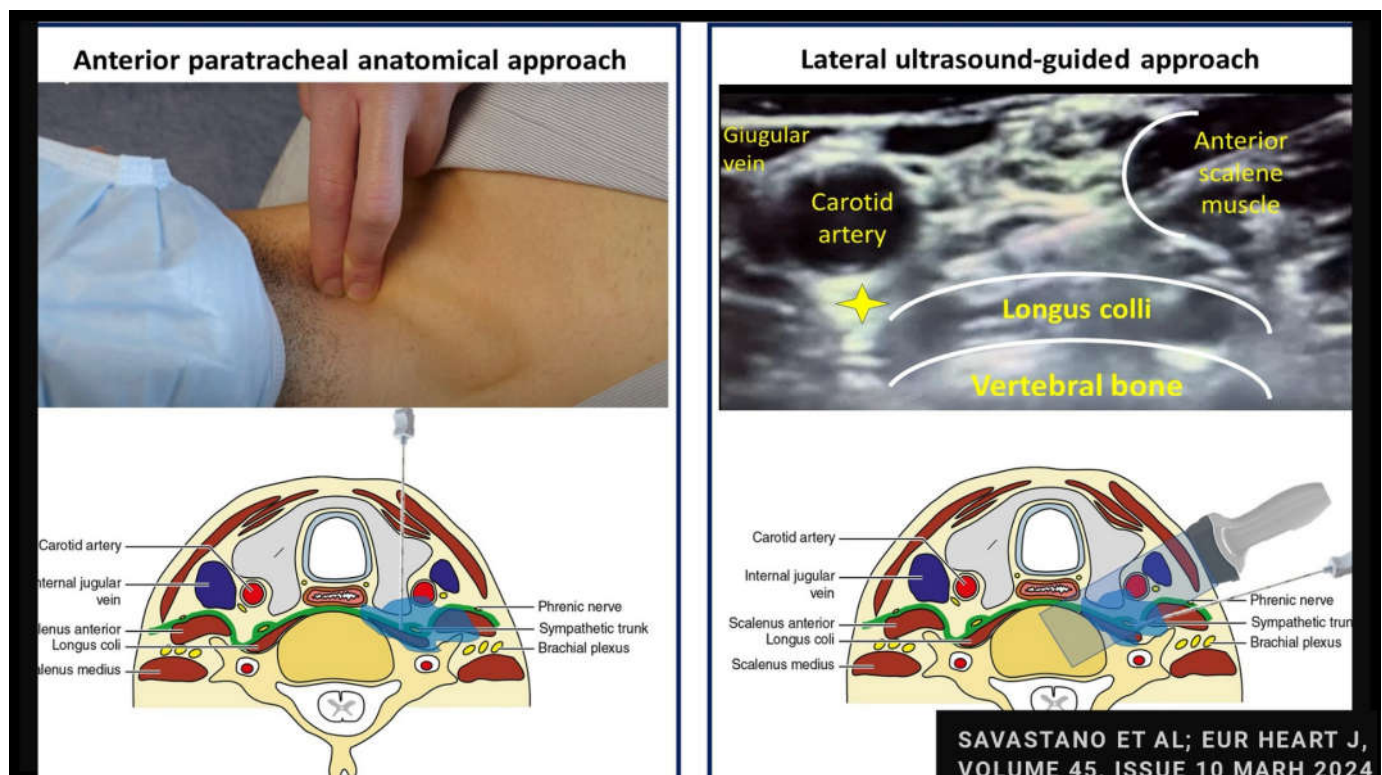 Anterior paratracheal anatomical approach
Lateral ultrasound-guided approach
Giugular
vein
Carotid
artery
Anterior
scalene
muscle
Longus colli
Vertebral bone
Carotid artery
nternal jugular
vein
alenus anterior
Longus coli
alenus medius
Phrenic nerve
Sympathetic trunk
Brachial plexus
Carotid artery
Internal jugular
vein
Scalenus anterior
Longus coli
Scalenus medius
Phrenic nerve
Sympathetic trun
Brachial plexus
SAVASTANO ET AL; EUR HEART J,
VOLUME 45, ISSUE 10 MARH 2024